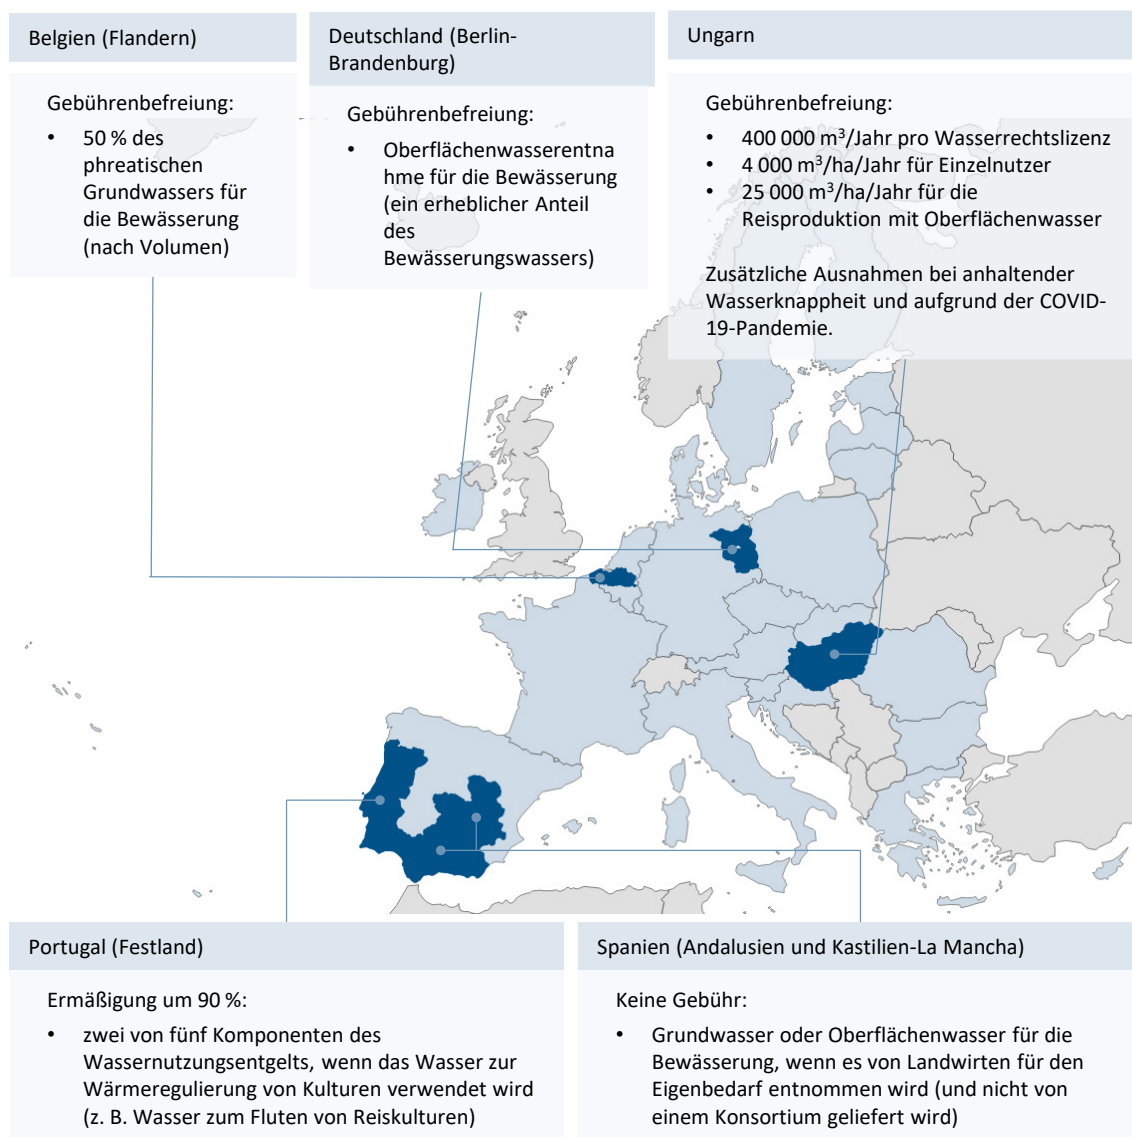 Belgien (Flandern)
Gebührenbefreiung:
• 50 % des
phreatischen
Grundwassers für
die Bewässerung
(nach Volumen)
Deutschland (Berlin-
Brandenburg)
Gebührenbefreiung:
• Oberflächenwasserentna
hme für die Bewässerung
(ein erheblicher Anteil
des
Bewässerungswassers)
Ungarn
Gebührenbefreiung:
• 400 000 m³/Jahr pro Wasserrechtslizenz
• 4 000 m³/ha/Jahr für Einzelnutzer
• 25 000 m³/ha/Jahr für die
Reisproduktion mit Oberflächenwasser
Zusätzliche Ausnahmen bei anhaltender
Wasserknappheit und aufgrund der COVID-
19-Pandemie.
Portugal (Festland)
Ermäßigung um 90 %:
• zwei von fünf Komponenten des
Wassernutzungsentgelts, wenn das Wasser zur
Wärmeregulierung von Kulturen verwendet wird
(z. B. Wasser zum Fluten von Reiskulturen)
Spanien (Andalusien und Kastilien-La Mancha)
Keine Gebühr:
• Grundwasser oder Oberflächenwasser für die
Bewässerung, wenn es von Landwirten für den
Eigenbedarf entnommen wird (und nicht von
einem Konsortium geliefert wird)